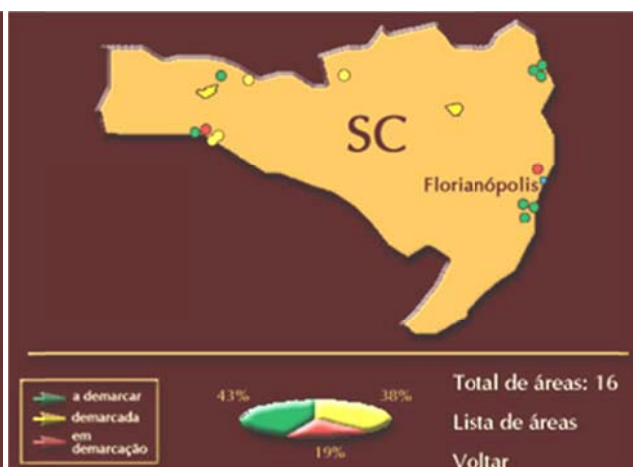 SC
Florianópolis
a demarcar
demarcada
em
demarcação
43%
38%
19%
Total de áreas: 16
Lista de áreas
Voltar